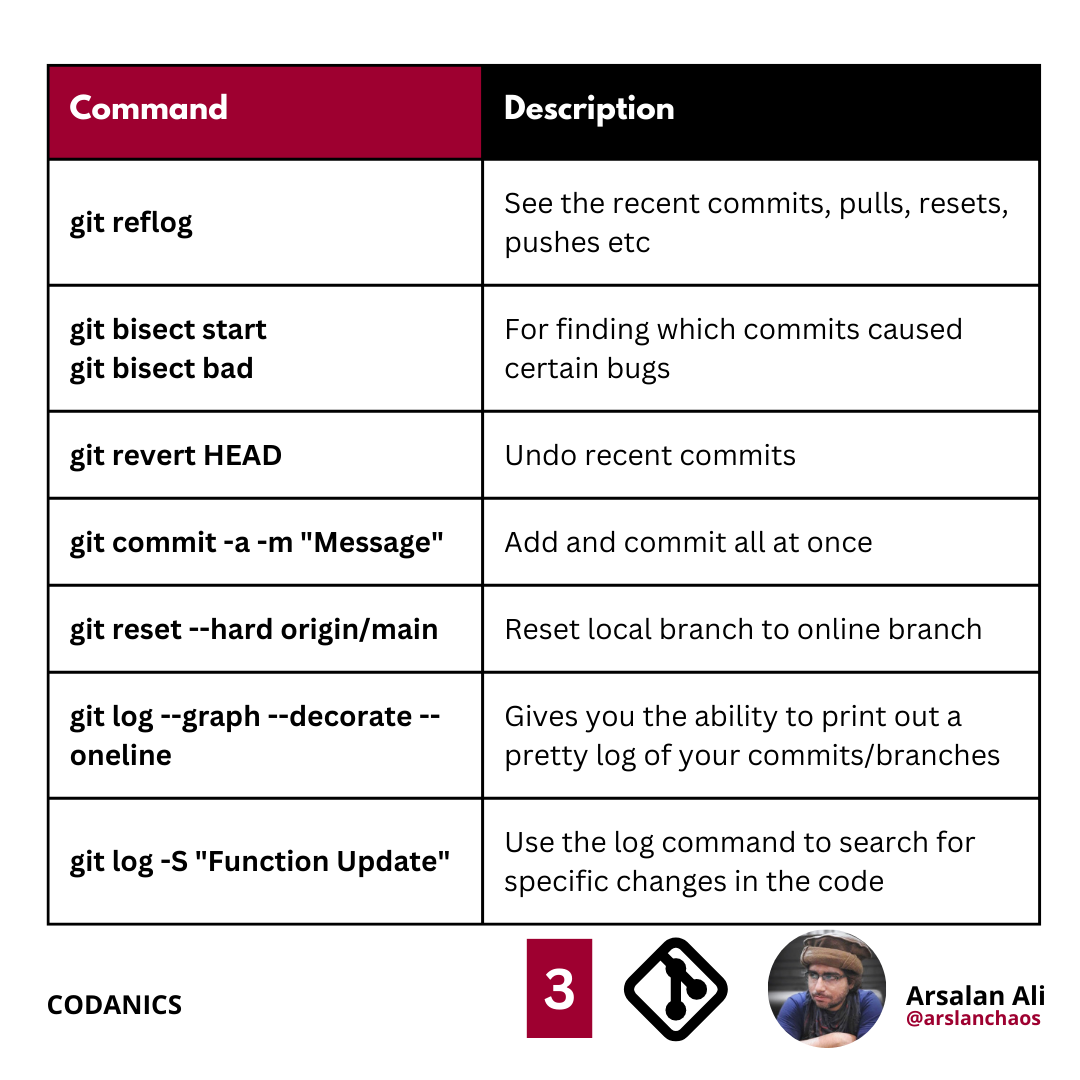 Command
Description
git reflog
See the recent commits, pulls, resets,
pushes etc
git bisect start
git bisect bad
For finding which commits caused
certain bugs
git revert HEAD
Undo recent commits
git commit -a -m "Message"
Add and commit all at once
git reset --hard origin/main
Reset local branch to online branch
git log --graph --decorate --
oneline
Gives you the ability to print out a
pretty log of your commits/branches
git log -S "Function Update"
Use the log command to search for
specific changes in the code
CODANICS
3
Arsalan Ali
@arslanchaos